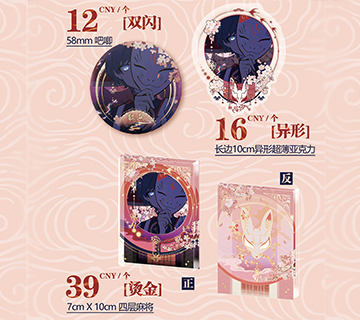 12 CNY／个 [双闪]
58mm 吧唧
16 CNY／个 [异形]
长边10cm异形超薄亚克力
反
39 CNY／个 [烫金]
正
7cm X 10cm 四层麻将